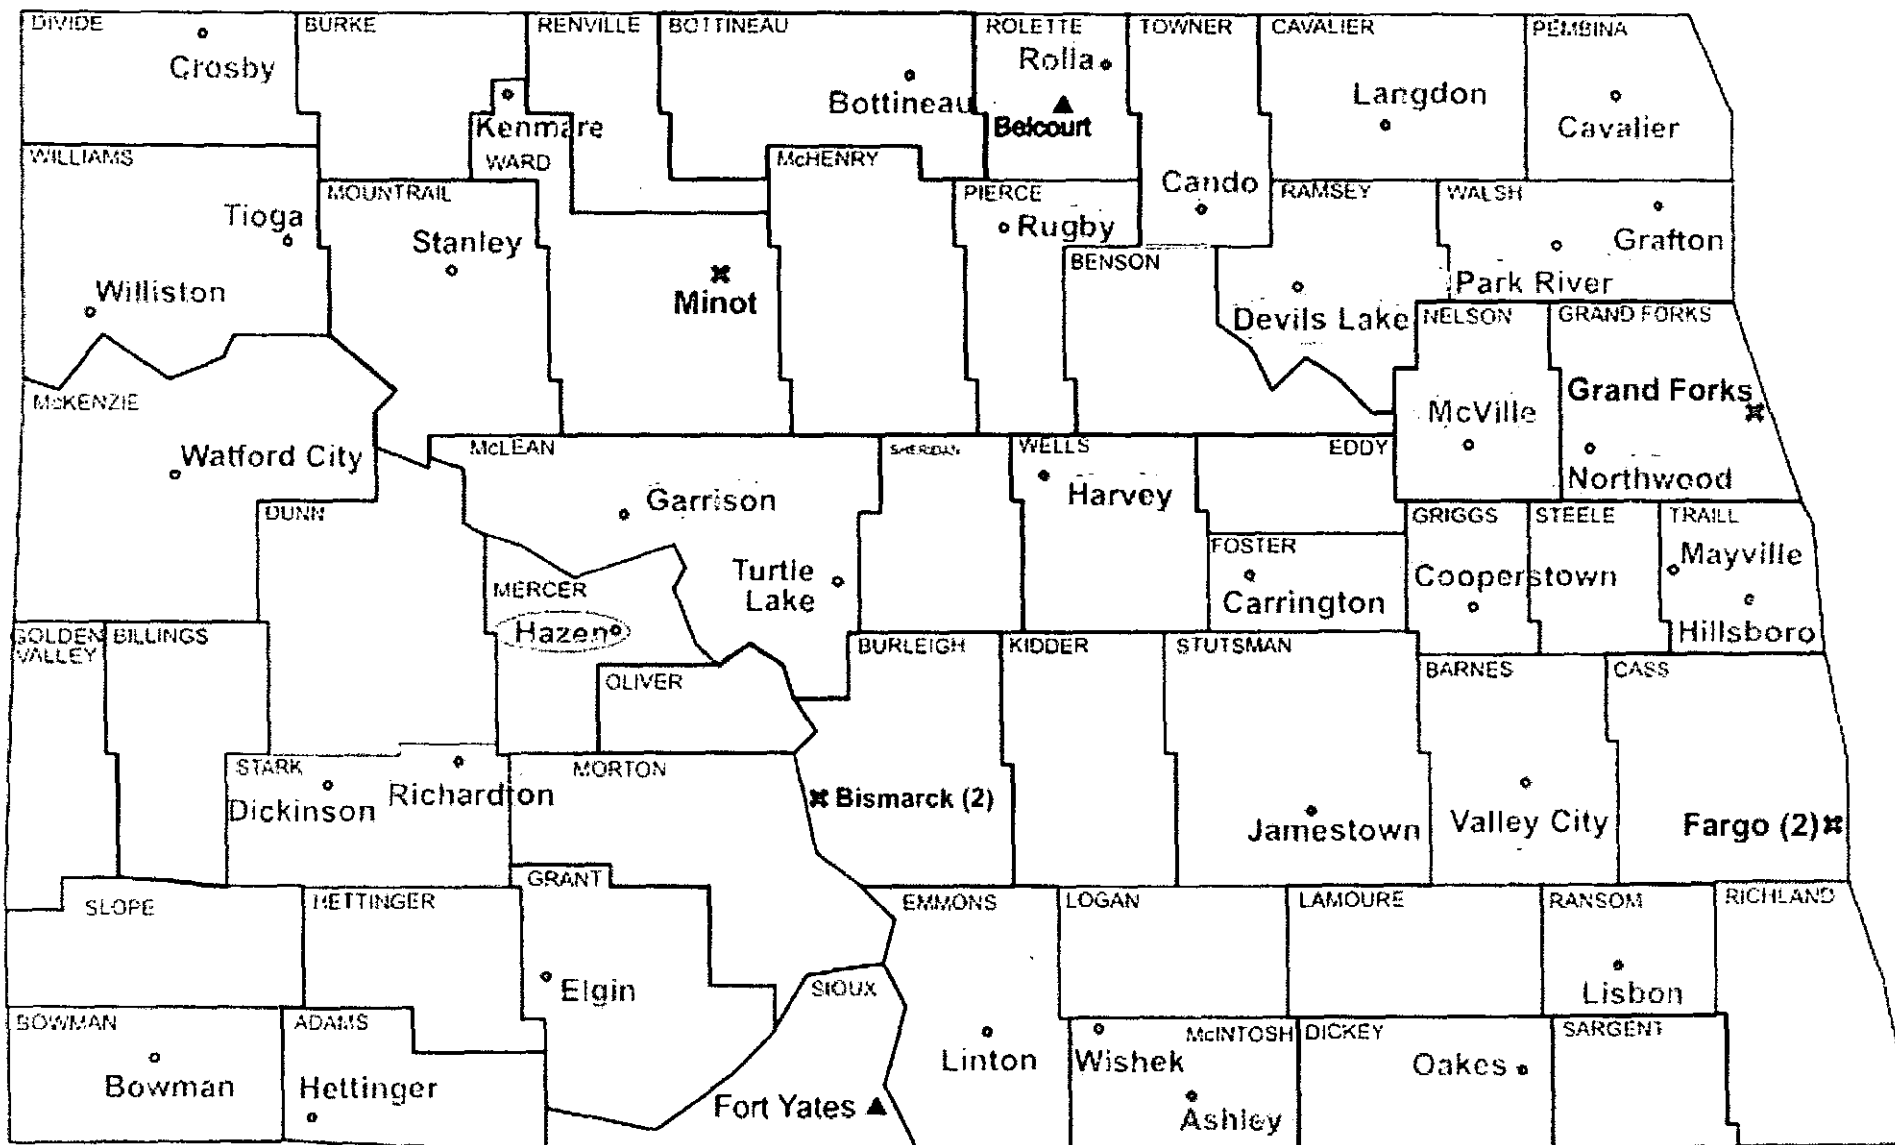 DIVIDE
Crosby
BURKE
RENVILLE
BOTTINEAU
Bottineau
ROLETTE
Rolla
Belcourt
TOWNER
Cando
CAVALIER
Langdon
PEMBINA
Cavalier
Kenmare
WARD
WILLIAMS
Tioga
Williston
MOUNTRAIL
Stanley
Minot
McHENRY
PIERCE
Rugby
BENSON
RAMSEY
Devils Lake
WALSH
Grafton
Park River
NELSON
McVille
GRAND FORKS
Grand Forks
Northwood
McKENZIE
Watford City
DUNN
McLEAN
Garrison
Turtle
Lake
SHERIDAN
WELLS
Harvey
EDDY
FOSTER
Carrington
GRIGGS
Cooperstown
STEELE
TRAILL
Mayville
Hillsboro
MERCER
Hazen
OLIVER
GOLDEN
VALLEY
BILLINGS
BURLEIGH
Bismarck (2)
KIDDER
STUTSMAN
Jamestown
BARNES
Valley City
CASS
Fargo (2)
STARK
Dickinson
Richardton
MORTON
GRANT
Elgin
SLOPE
HETTINGER
BOWMAN
Bowman
ADAMS
Hettinger
SIOUX
Fort Yates
EMMONS
Linton
LOGAN
LAMOURE
RANSOM
Lisbon
RICHLAND
McINTOSH
Wishek
Ashley
DICKEY
Oakes
SARGENT